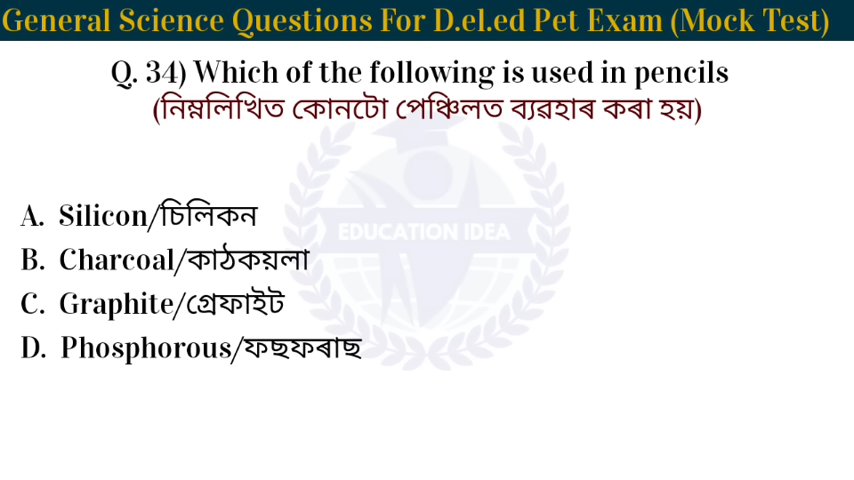 General Science Questions For D.el.ed Pet Exam (Mock Test)
Q. 34) Which of the following is used in pencils
(নিম্নলিখিত কোনটো পেঞ্চিলত ব্যৱহাৰ কৰা হয়)
EDUCATION IDEA
A. Silicon/চিলিকন
B. Charcoal/কাঠকয়লা
C. Graphite/গ্ৰেফাইট
D. Phosphorous/ফছফৰাছ